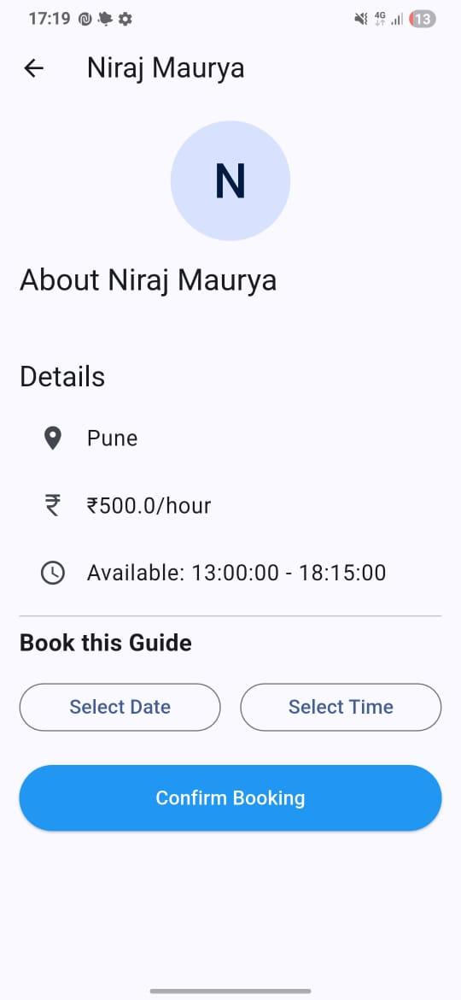 17:19 4G 13
Niraj Maurya
N
About Niraj Maurya
Details
Pune
₹ ₹500.0/hour
Available: 13:00:00 - 18:15:00
Book this Guide
Select Date Select Time
Confirm Booking